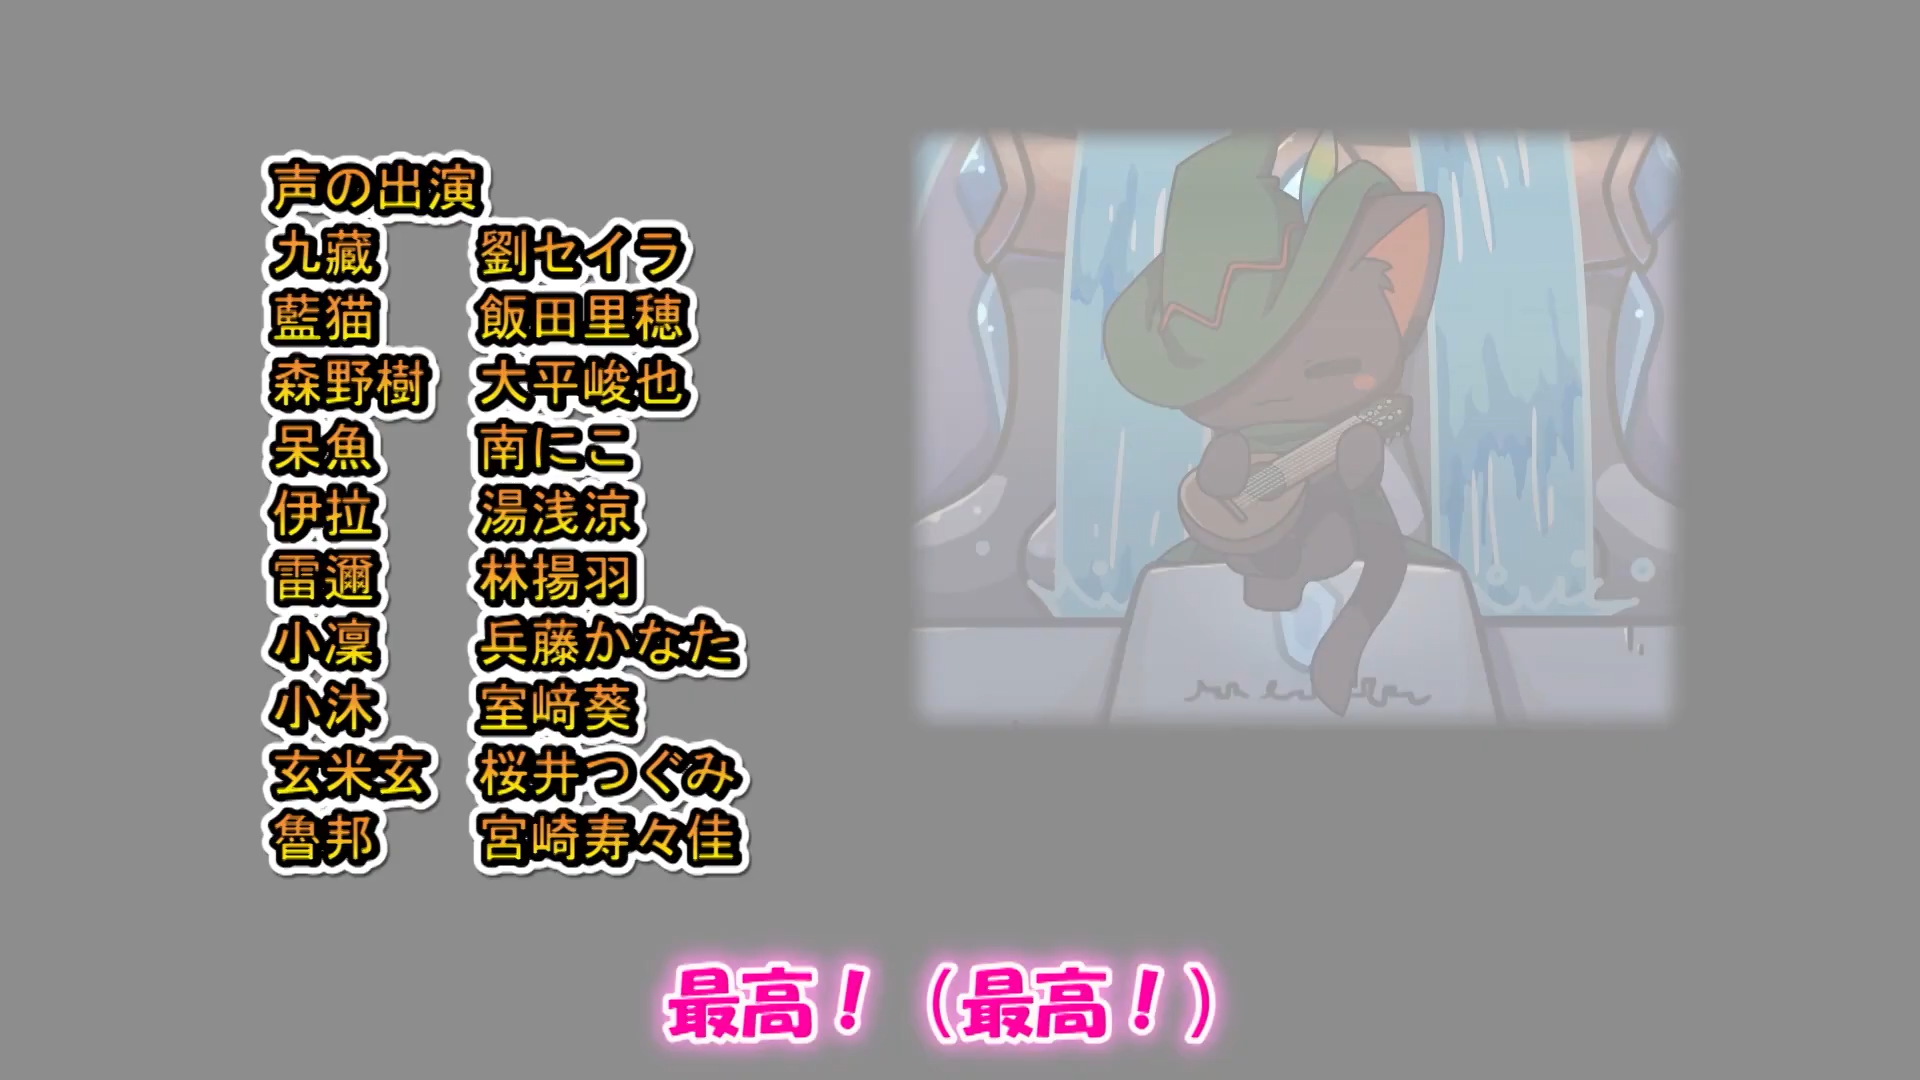 声の出演
九藏 劉セイラ
藍猫 飯田里穂
森野樹 大平峻也
呆魚 南にこ
伊拉 湯浅涼
雷邇 林揚羽
小凜 兵藤かなた
小沐 室﨑葵
玄米玄 桜井つぐみ
魯邦 宮崎寿々佳
最高！（最高！）